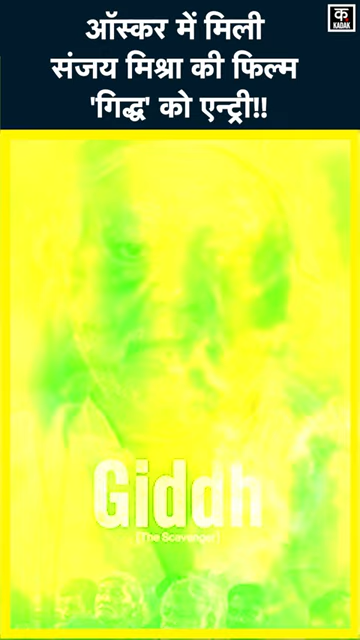 क
KADAK
ऑस्कर में मिली
संजय मिश्रा की फिल्म
'गिद्ध' को एन्ट्री!!
Giddh
[The Scavenger]